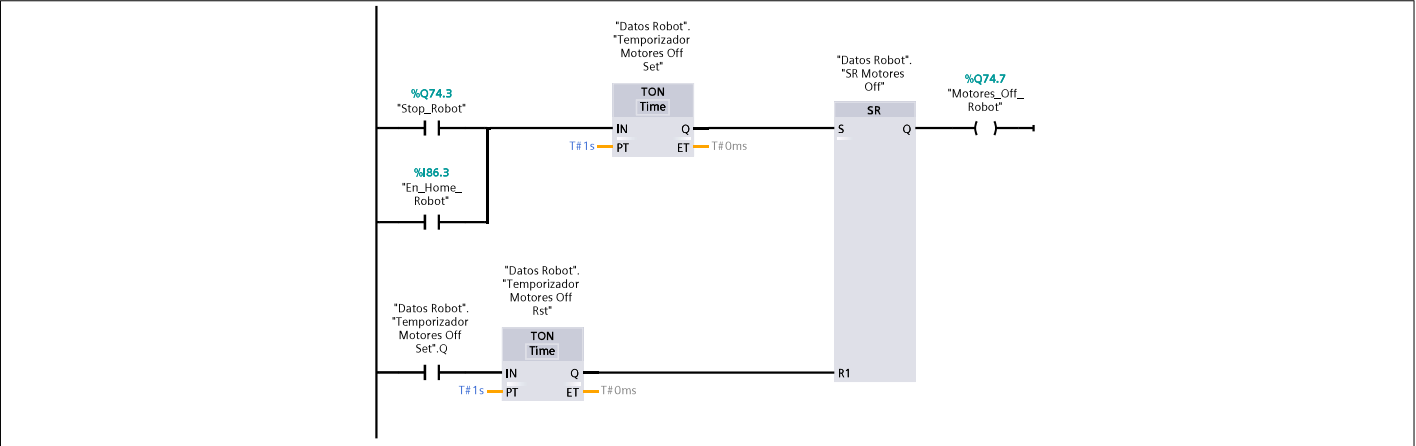 "Datos Robot".
"Temporizador
Motores Off
Set"
TON
Time
IN
Q
T#1s
PT
ET
T#0ms
%Q74.3
"Stop_Robot"
%I86.3
"En_Home_
Robot"
"Datos Robot".
"SR Motores
Off"
SR
S
Q
R1
%Q74.7
"Motores_Off_
Robot"
"Datos Robot".
"Temporizador
Motores Off
Set".Q
"Datos Robot".
"Temporizador
Motores Off
Rst"
TON
Time
IN
Q
T#1s
PT
ET
T#0ms